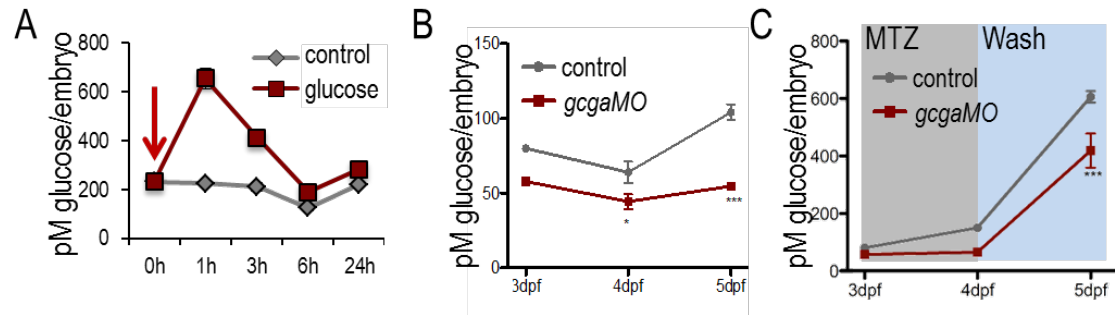 A
pM glucose/embryo
800
600
400
200
0
control
glucose
0h 1h 3h 6h 24h
B
pM glucose/embryo
150
100
50
0
control
gcgaMO
*
***
3dpf 4dpf 5dpf
C
pM glucose/embryo
800
600
400
200
0
MTZ Wash
control
gcgaMO
***
3dpf 4dpf 5dpf